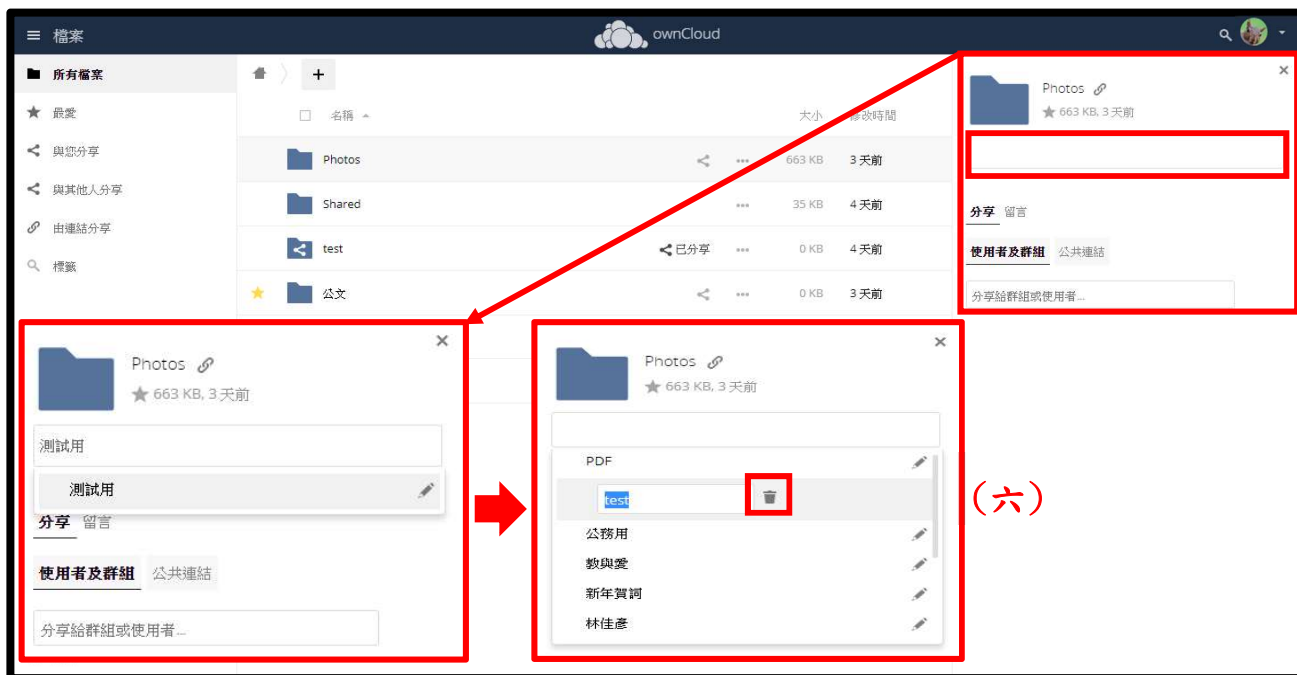 檔案
ownCloud
所有檔案
最愛
與您分享
與其他人分享
由連結分享
標籤
+
名稱
大小
修改時間
Photos
663 KB
3 天前
Shared
35 KB
4 天前
test
已分享
0 KB
4 天前
公文
0 KB
3 天前
Photos
663 KB, 3 天前
分享 留言
使用者及群組 公共連結
分享給群組或使用者...
Photos
663 KB, 3 天前
測試用
測試用
分享 留言
使用者及群組 公共連結
分享給群組或使用者...
Photos
663 KB, 3 天前
PDF
test
公務用
教與愛
新年賀詞
林佳彥
(六)